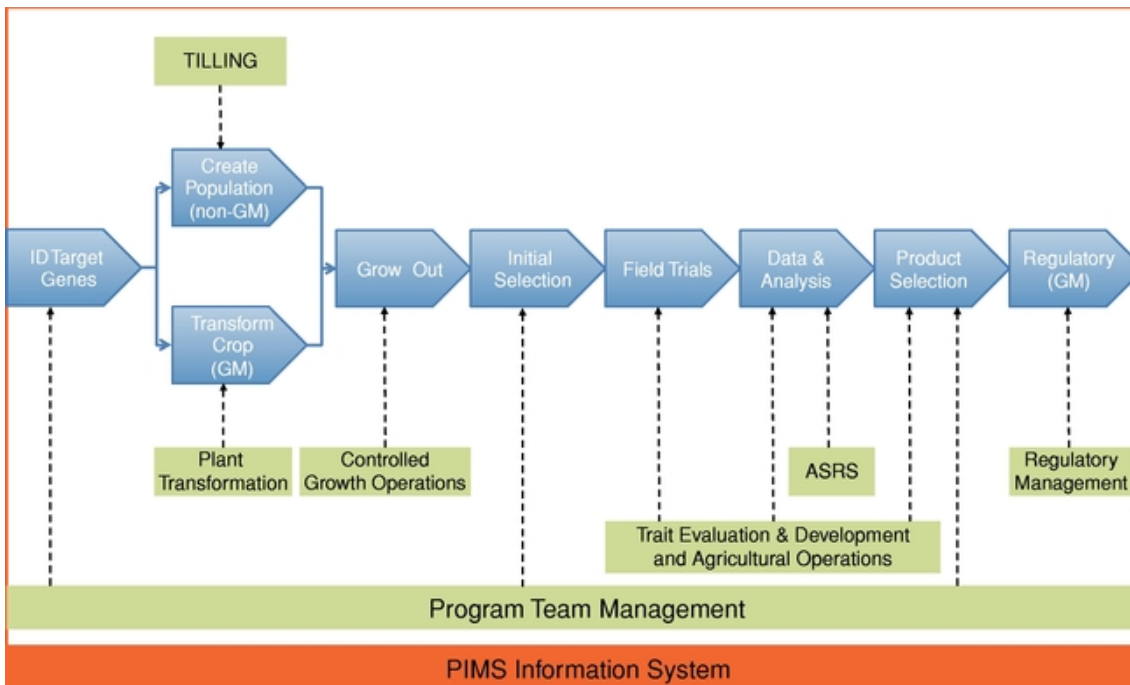 TILLING
Create
Population
(non-GM)
ID Target
Genes
Transform
Crop
(GM)
Grow Out
Initial
Selection
Field Trials
Data &
Analysis
Product
Selection
Regulatory
(GM)
Plant
Transformation
Controlled
Growth Operations
ASRS
Regulatory
Management
Trait Evaluation & Development
and Agricultural Operations
Program Team Management
PIMS Information System